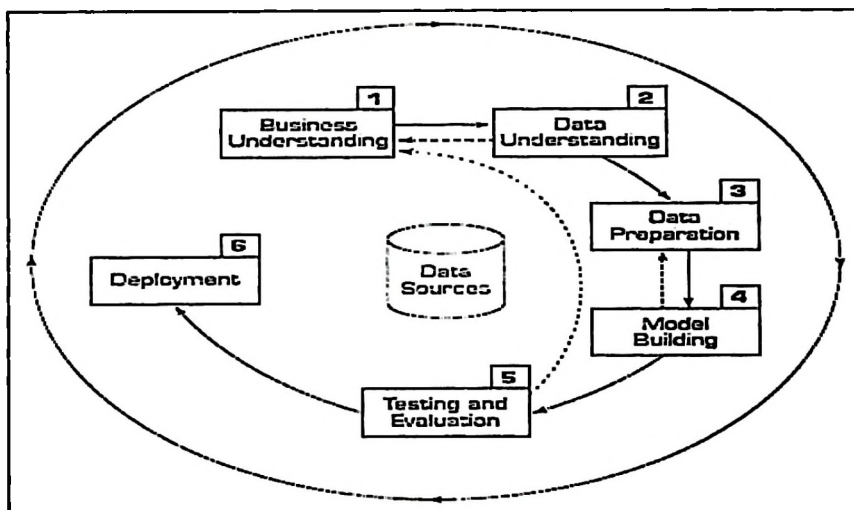 1
Business
Understanding
2
Data
Understanding
3
Data
Preparation
6
Deployment
Data
Sources
4
Model
Building
5
Testing and
Evaluation